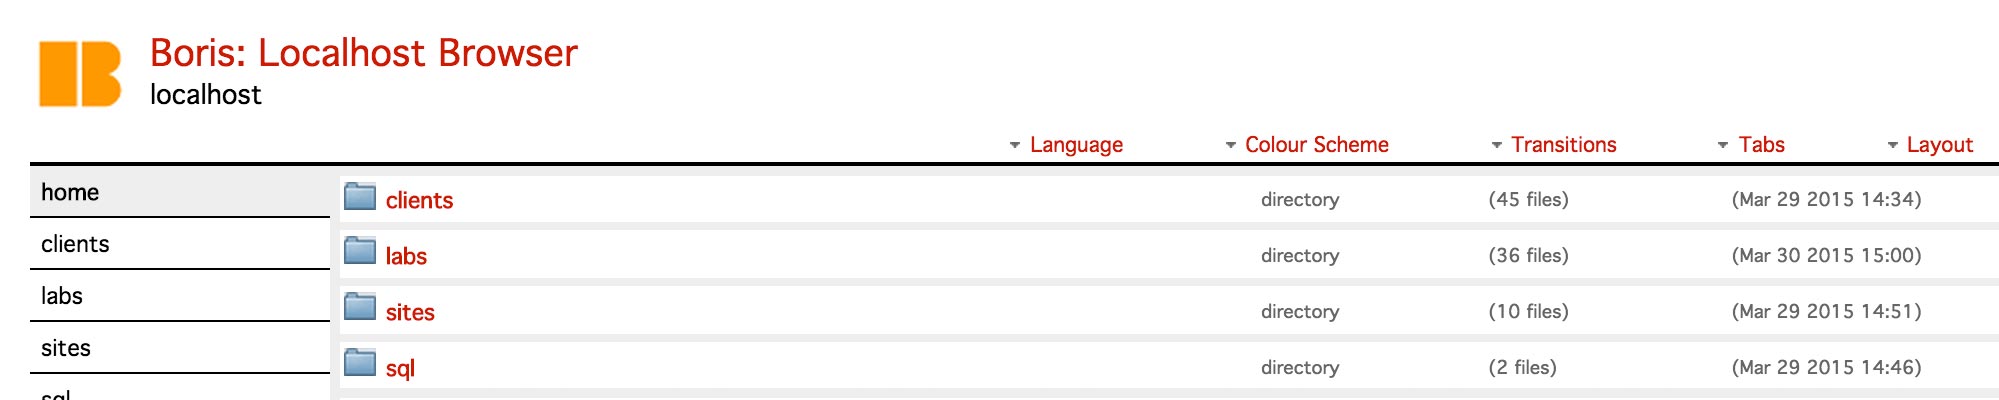 Boris: Localhost Browser
localhost
Language Colour Scheme Transitions Tabs Layout
home
clients
labs
sites
sql
clients directory (45 files) (Mar 29 2015 14:34)
labs directory (36 files) (Mar 30 2015 15:00)
sites directory (10 files) (Mar 29 2015 14:51)
sql directory (2 files) (Mar 29 2015 14:46)